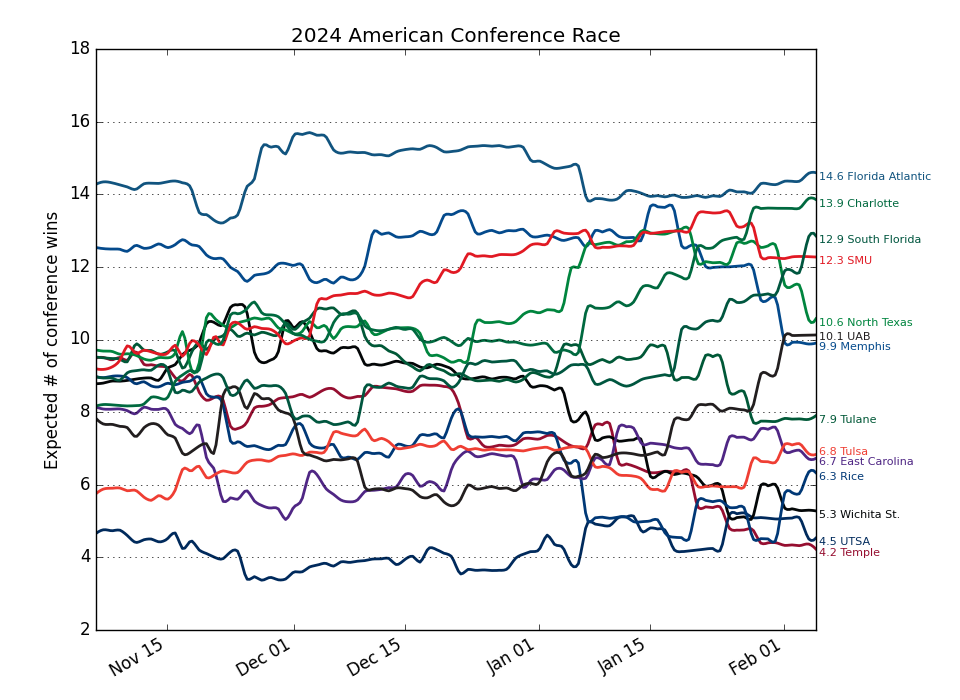 2024 American Conference Race
Expected # of conference wins
18
16
14
12
10
8
6
4
2
14.6 Florida Atlantic
13.9 Charlotte
12.9 South Florida
12.3 SMU
10.6 North Texas
10.1 UAB
9.9 Memphis
7.9 Tulane
6.8 Tulsa
6.7 East Carolina
6.3 Rice
5.3 Wichita St.
4.5 UTSA
4.2 Temple
Nov 15
Dec 01
Dec 15
Jan 01
Jan 15
Feb 01